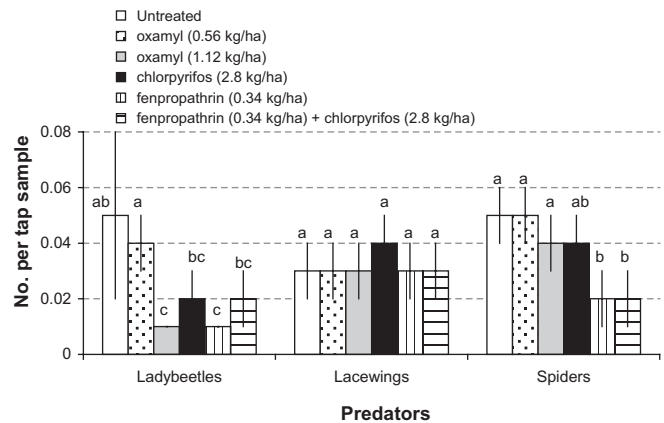 Untreated
oxamyl (0.56 kg/ha)
oxamyl (1.12 kg/ha)
chlorpyrifos (2.8 kg/ha)
fenpropathrin (0.34 kg/ha)
fenpropathrin (0.34 kg/ha) + chlorpyrifos (2.8 kg/ha)
No. per tap sample
0.08
0.06
0.04
0.02
0
ab a c bc c bc
a a a a a a
a a a ab b b
Ladybeetles Lacewings Spiders
Predators